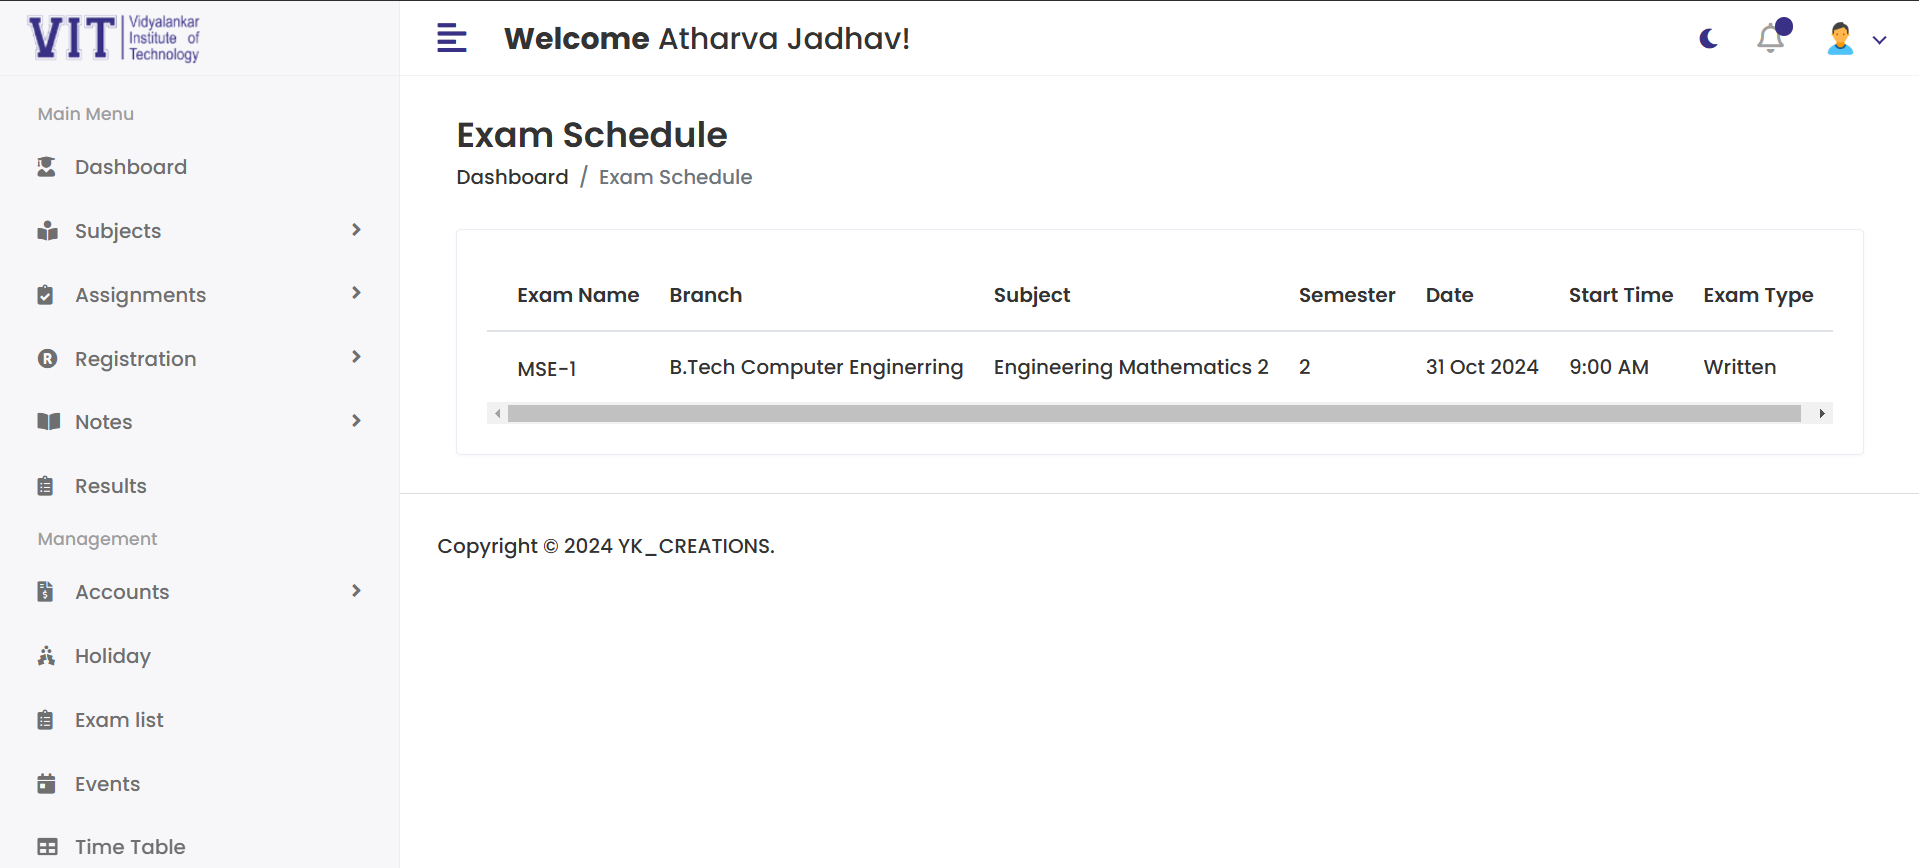 VIT Vidyalankar
Institute of
Technology
Welcome Atharva Jadhav!
Main Menu
Dashboard
Subjects
Assignments
Registration
Notes
Results
Management
Accounts
Holiday
Exam list
Events
Time Table
Exam Schedule
Dashboard / Exam Schedule
Exam Name Branch Subject Semester Date Start Time Exam Type
MSE-1 B.Tech Computer Enginerring Engineering Mathematics 2 2 31 Oct 2024 9:00 AM Written
Copyright © 2024 YK_CREATIONS.